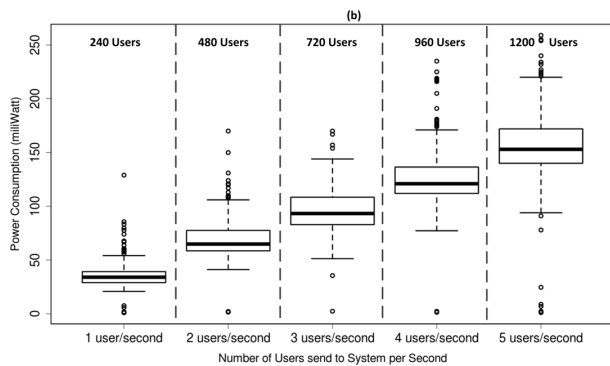 (b)
240 Users
480 Users
720 Users
960 Users
1200 Users
Power Consumption (miliWatt)
250
200
150
100
50
0
1 user/second
2 users/second
3 users/second
4 users/second
5 users/second
Number of Users send to System per Second